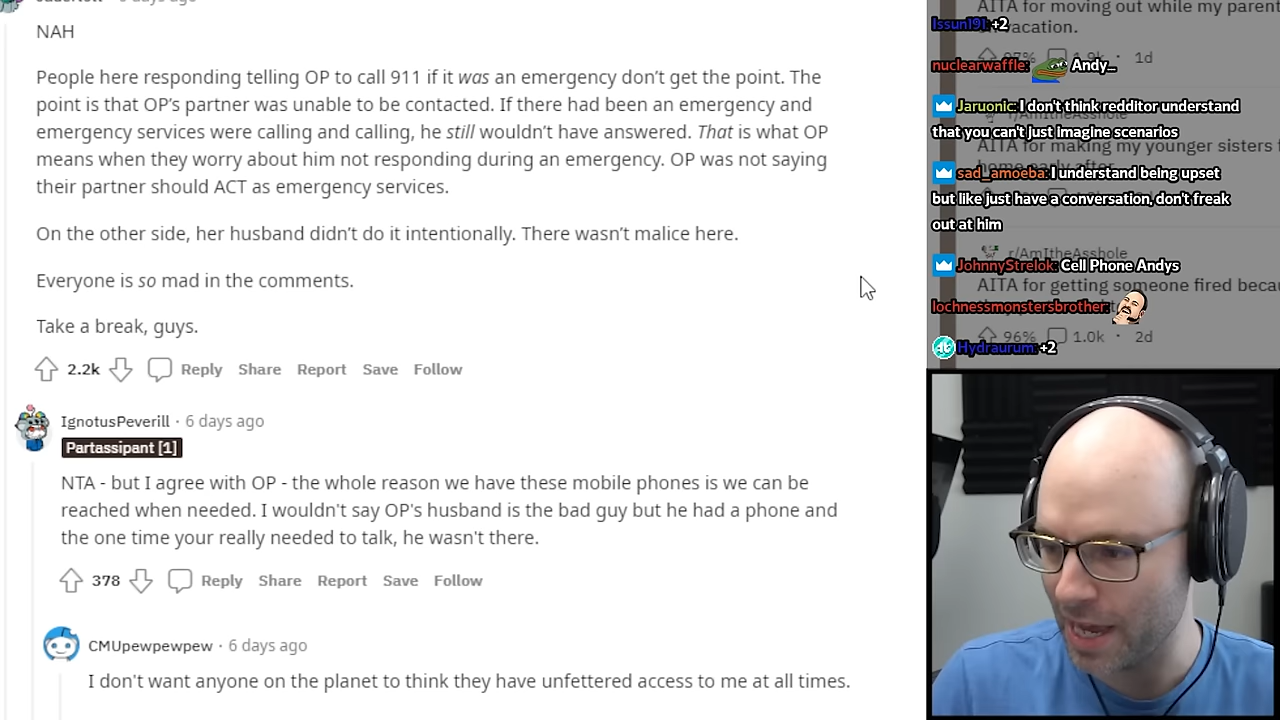 NAH
People here responding telling OP to call 911 if it was an emergency don't get the point. The
point is that OP's partner was unable to be contacted. If there had been an emergency and
emergency services were calling and calling, he still wouldn't have answered. That is what OP
means when they worry about him not responding during an emergency. OP was not saying
their partner should ACT as emergency services.
On the other side, her husband didn't do it intentionally. There wasn't malice here.
Everyone is so mad in the comments.
Take a break, guys.
2.2k Reply Share Report Save Follow
IgnotusPeverill · 6 days ago
Partassipant [1]
NTA - but I agree with OP - the whole reason we have these mobile phones is we can be
reached when needed. I wouldn't say OP's husband is the bad guy but he had a phone and
the one time your really needed to talk, he wasn't there.
378 Reply Share Report Save Follow
CMUpewpewpew · 6 days ago
I don't want anyone on the planet to think they have unfettered access to me at all times.
AITA for moving out while my parent
vacation.
97% 1.9k · 1d
r/AmItheAsshole
AITA for making my younger sisters
home early after
r/AmItheAsshole
AITA for getting someone fired beca
96% 1.0k · 2d
Issun191 +2
nuclearwaffle: Andy...
Jaruonic: I don't think redditor understand
that you can't just imagine scenarios
sad_amoeba: I understand being upset
but like just have a conversation, don't freak
out at him
JohnnyStrelok: Cell Phone Andys
lochnessmonstersbrother:
Hydraurum: +2